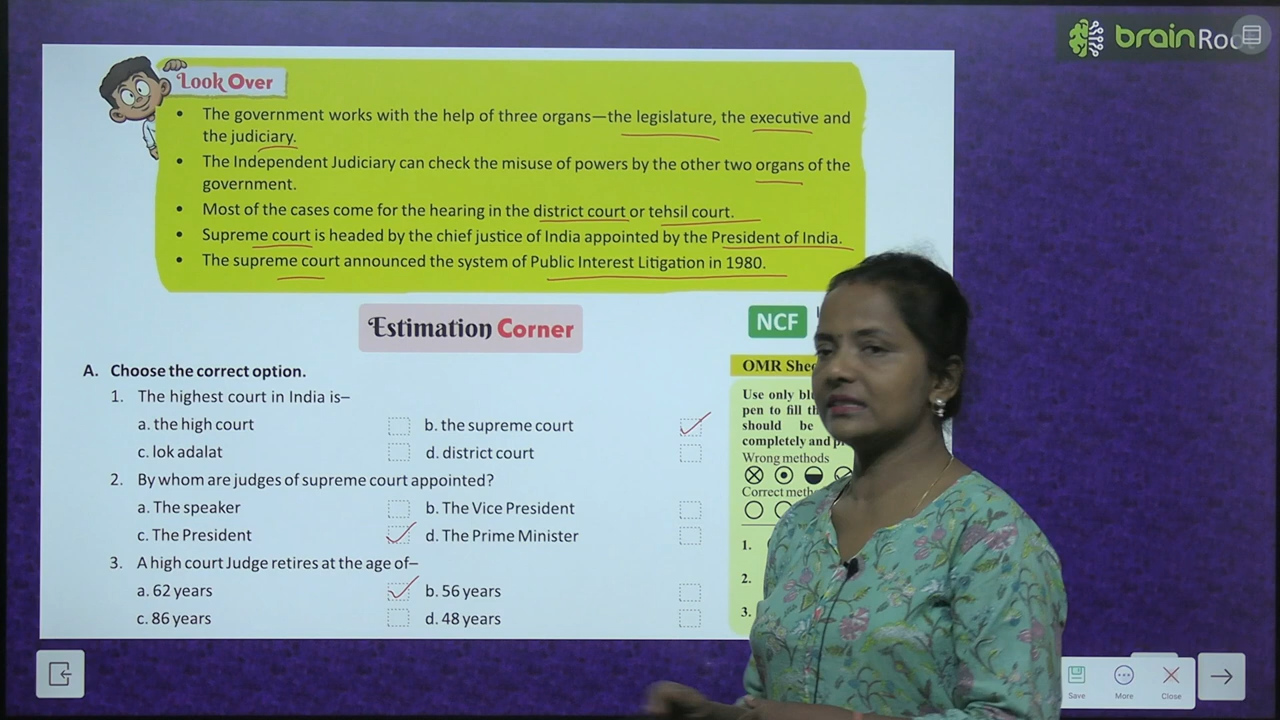 brainRoo
Look Over
• The government works with the help of three organs—the legislature, the executive and
the judiciary.
• The Independent Judiciary can check the misuse of powers by the other two organs of the
government.
• Most of the cases come for the hearing in the district court or tehsil court.
• Supreme court is headed by the chief justice of India appointed by the President of India.
• The supreme court announced the system of Public Interest Litigation in 1980.
Estimation Corner
NCF
A. Choose the correct option.
1. The highest court in India is–
a. the high court b. the supreme court
c. lok adalat d. district court
2. By whom are judges of supreme court appointed?
a. The speaker b. The Vice President
c. The President d. The Prime Minister
3. A high court Judge retires at the age of–
a. 62 years b. 56 years
c. 86 years d. 48 years
OMR Shee
Use only
pen to fill
should be
completely and
Wrong methods
Correct meth
1.
2.
3.
Save More Close